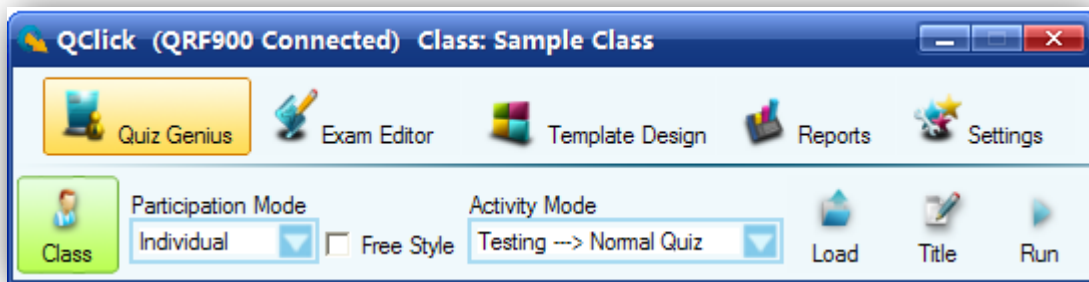 QClick (QRF900 Connected) Class: Sample Class
Quiz Genius Exam Editor Template Design Reports Settings
Participation Mode Activity Mode
Individual Free Style Testing ---> Normal Quiz
Class Load Title Run